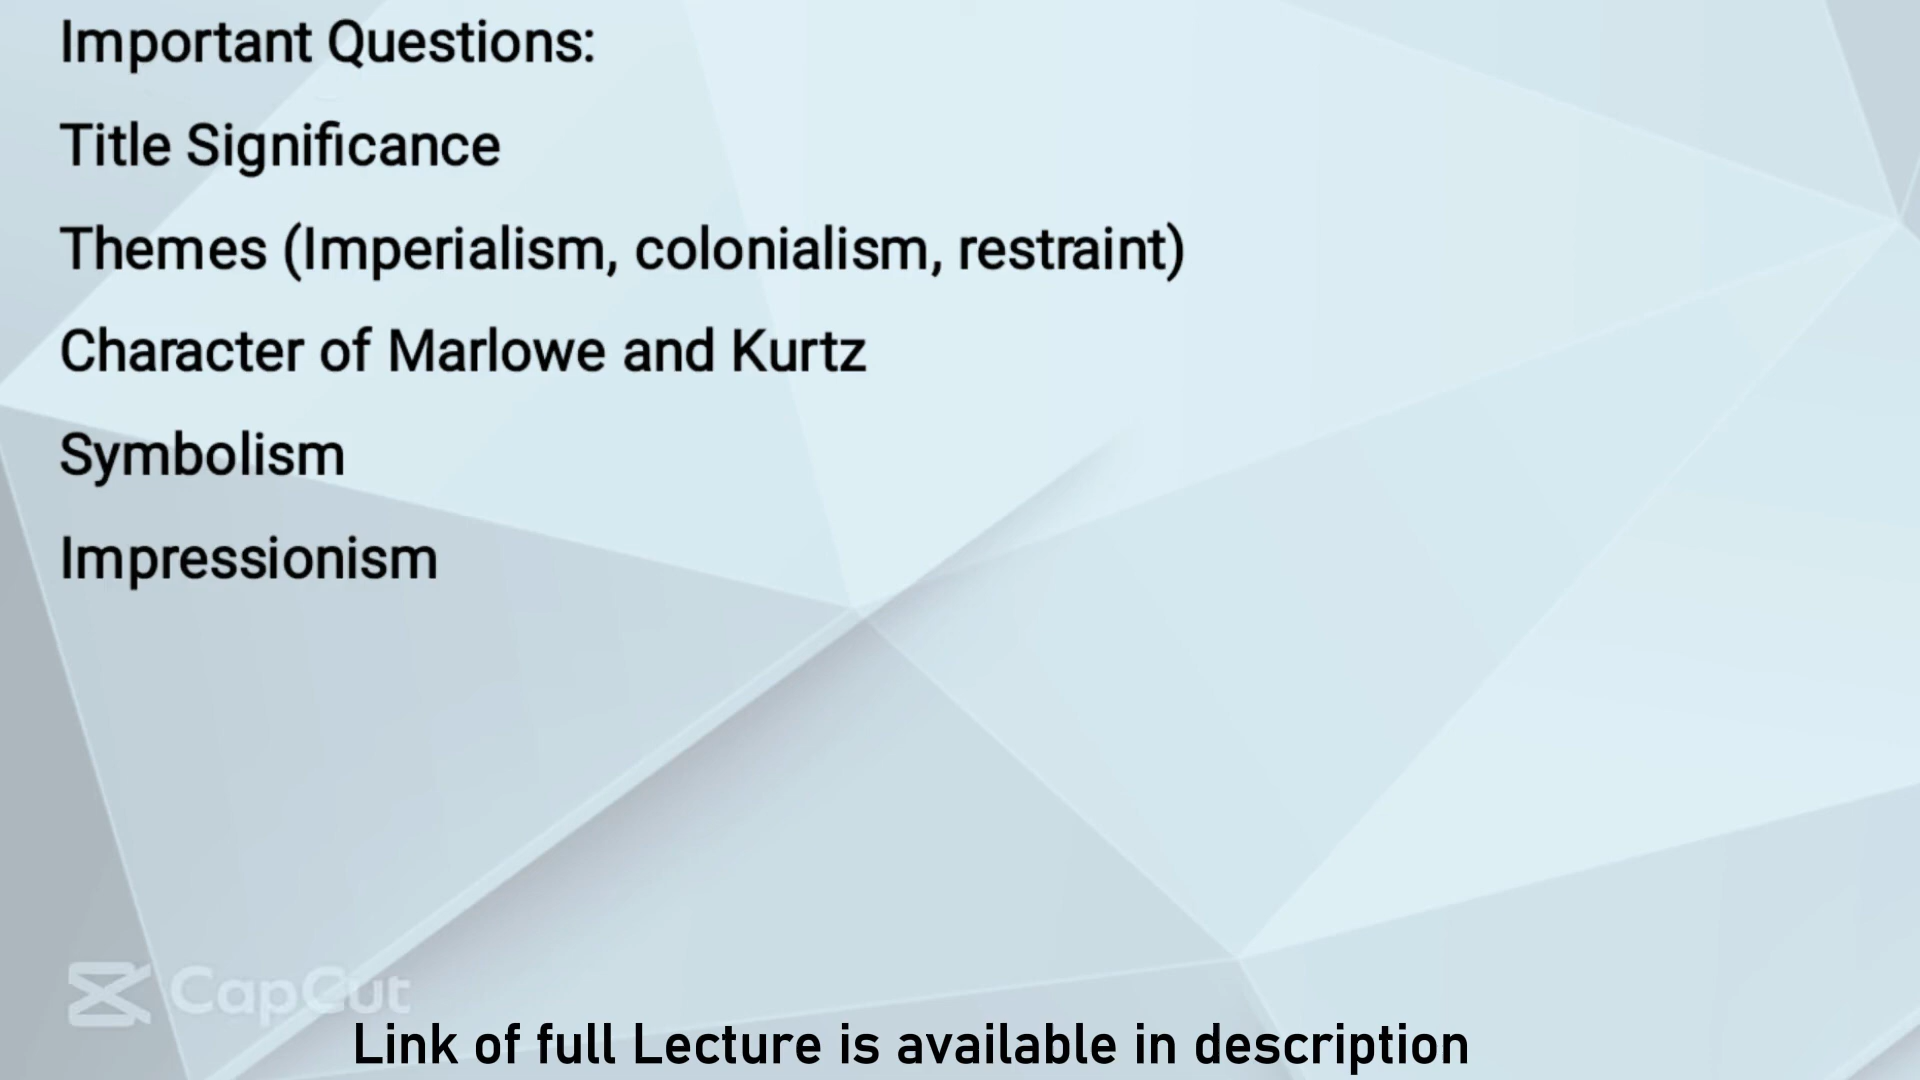 Important Questions:
Title Significance
Themes (Imperialism, colonialism, restraint)
Character of Marlowe and Kurtz
Symbolism
Impressionism
CapCut
Link of full Lecture is available in description